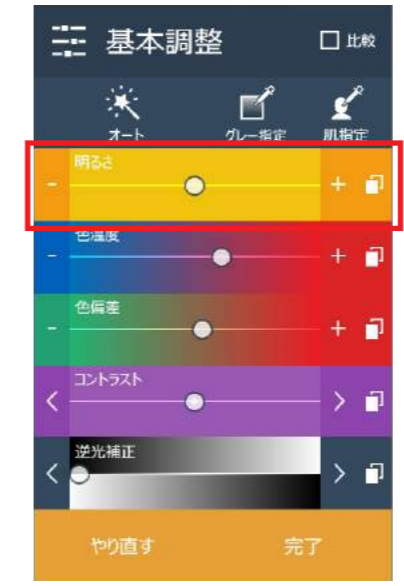 基本調整
比較
オート グレー指定 肌指定
明るさ
- +
色温度
- +
色偏差
- +
コントラスト
< >
逆光補正
< >
やり直す 完了